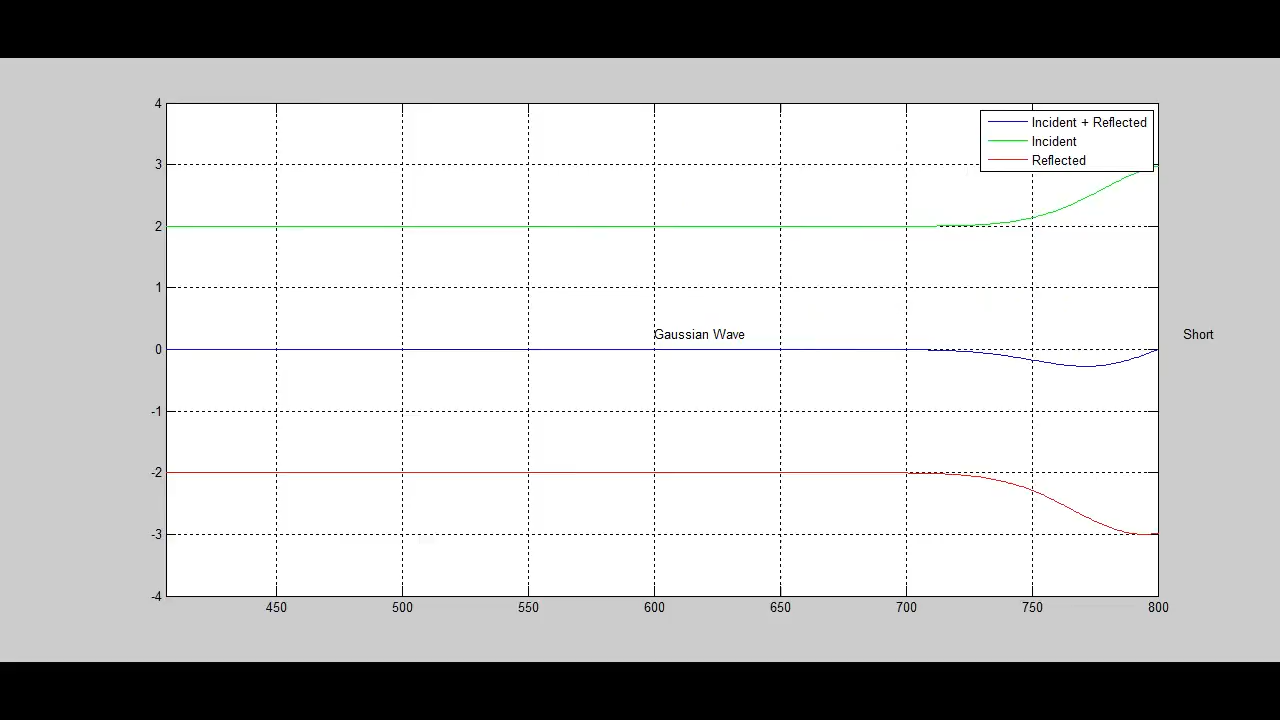 4
Incident + Reflected
Incident
3
Reflected
2
1
Gaussian Wave
Short
0
-1
-2
-3
-4
450 500 550 600 650 700 750 800